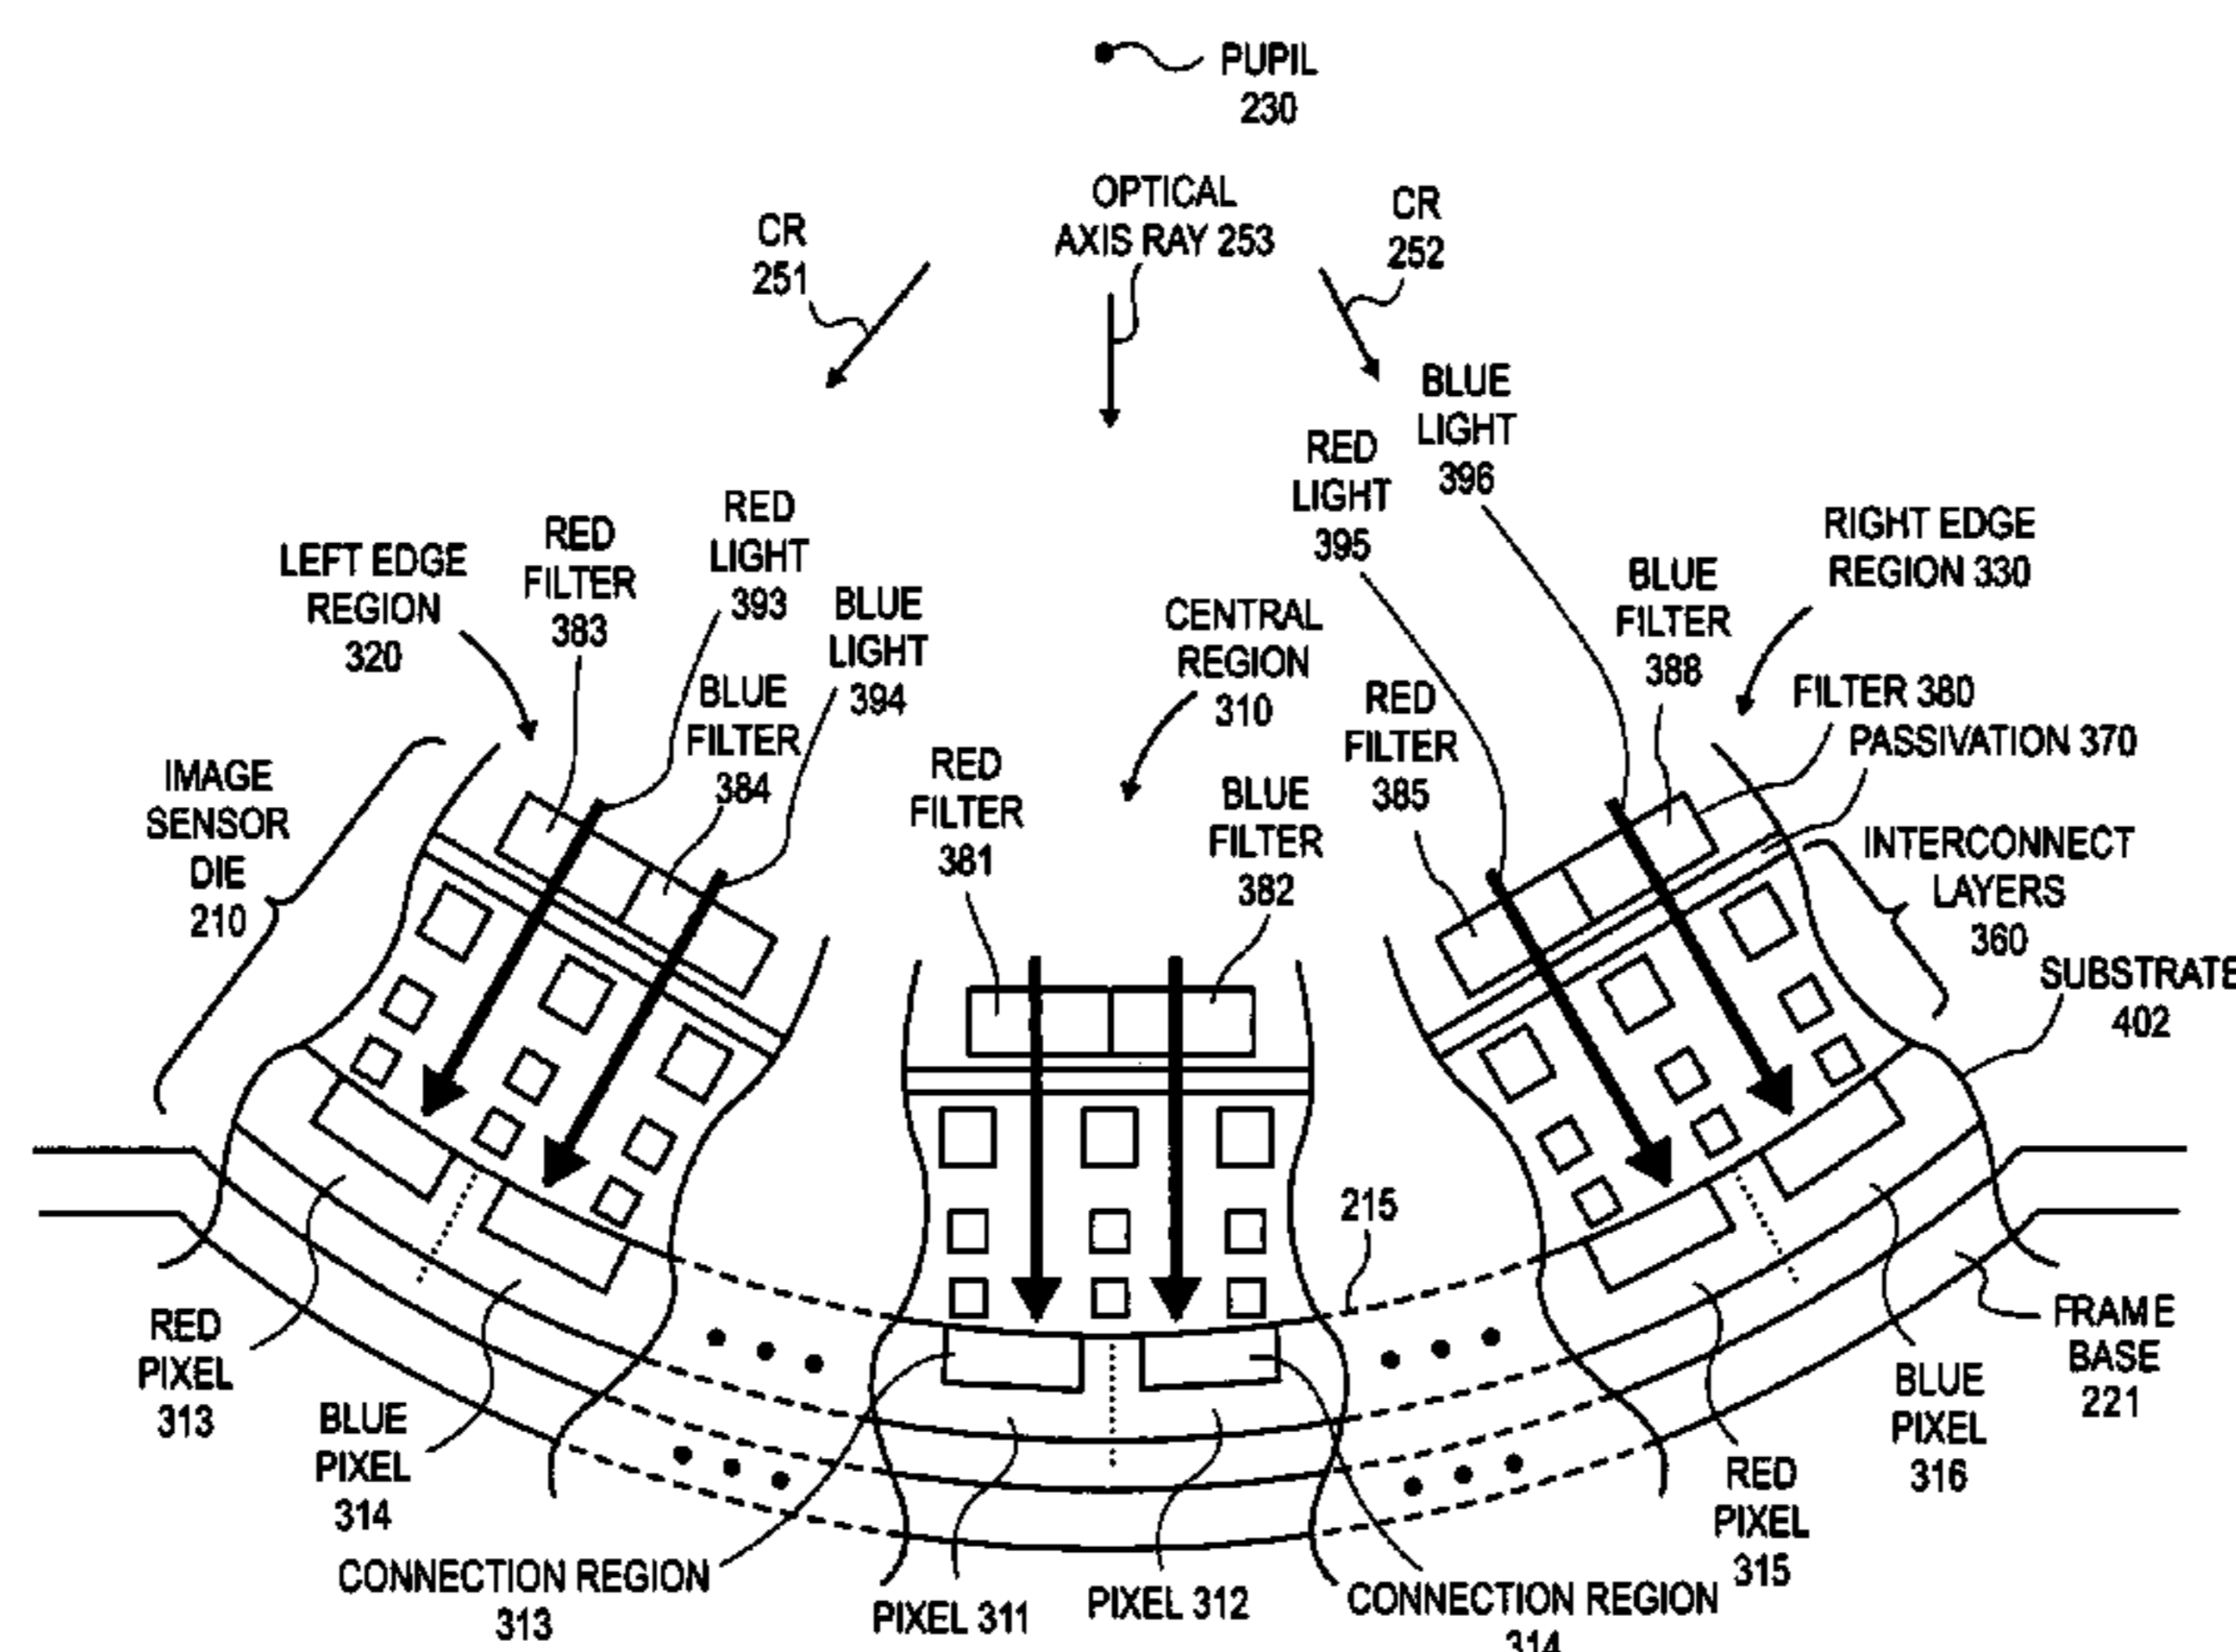 PUPIL
230
OPTICAL
AXIS RAY 253
CR
251
CR
252
BLUE
LIGHT
396
RED
LIGHT
395
RED
LIGHT
393
RED
FILTER
383
LEFT EDGE
REGION
320
BLUE
LIGHT
394
BLUE
FILTER
384
CENTRAL
REGION
310
RIGHT EDGE
REGION 330
BLUE
FILTER
388
FILTER 380
PASSIVATION 370
RED
FILTER
385
IMAGE
SENSOR
DIE
210
RED
FILTER
381
BLUE
FILTER
382
INTERCONNECT
LAYERS
360
SUBSTRATE
402
215
RED
PIXEL
313
BLUE
PIXEL
314
CONNECTION REGION
313
PIXEL 311
PIXEL 312
CONNECTION REGION
314
RED
PIXEL
315
BLUE
PIXEL
316
FRAME
BASE
221